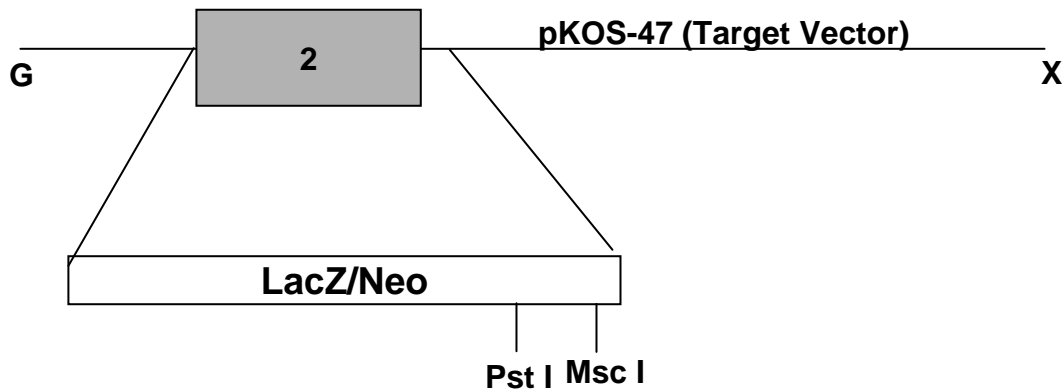 pKOS-47 (Target Vector)
2
G
X
LacZ/Neo
Pst I
Msc I